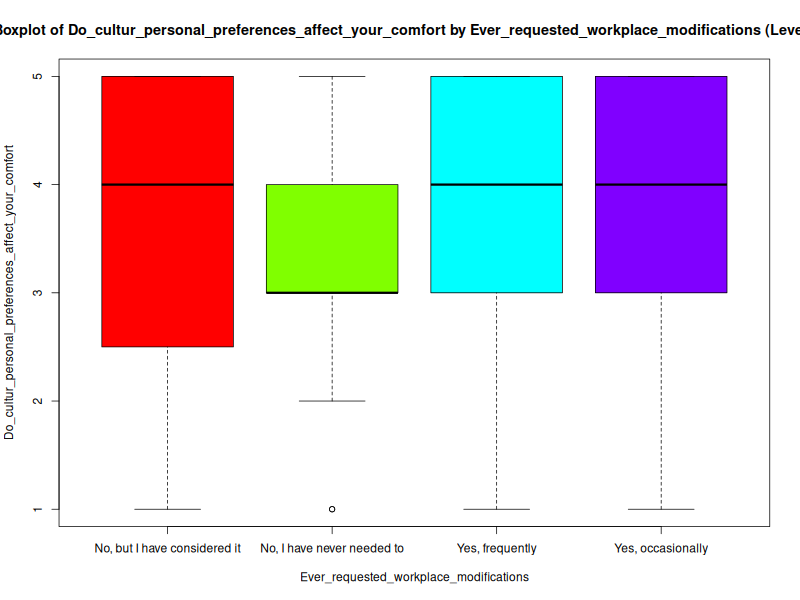 Boxplot of Do_cultur_personal_preferences_affect_your_comfort by Ever_requested_workplace_modifications (Leve
Do_cultur_personal_preferences_affect_your_comfort
5
4
3
2
1
No, but I have considered it No, I have never needed to Yes, frequently Yes, occasionally
Ever_requested_workplace_modifications